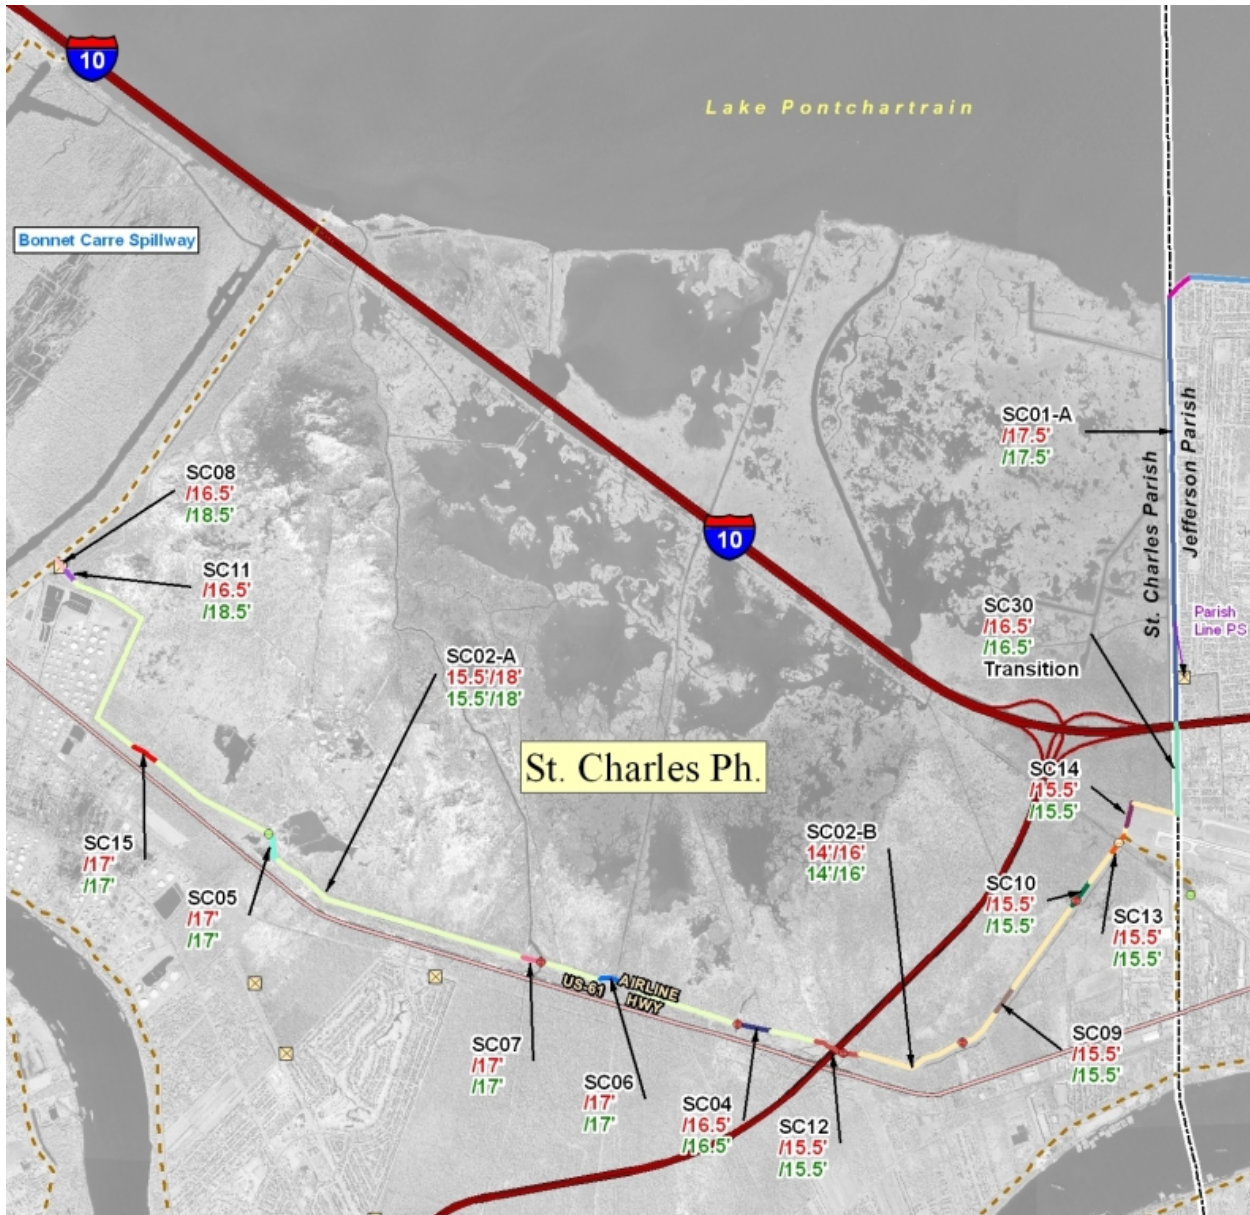 10
Lake Pontchartrain
Bonnet Carre Spillway
SC01-A
/17.5'
/17.5'
St. Charles Parish
Jefferson Parish
SC08
/16.5'
/18.5'
10
SC11
/16.5'
/18.5'
SC30
/16.5'
/16.5'
Transition
Parish
Line PS
SC02-A
15.5'/18'
15.5'/18'
St. Charles Ph.
SC14
/15.5'
/15.5'
SC15
/17'
/17'
SC02-B
14'/16'
14'/16'
SC05
/17'
/17'
SC10
/15.5'
/15.5'
SC13
/15.5'
/15.5'
US-61
AIRLINE
HWY
SC07
/17'
/17'
SC09
/15.5'
/15.5'
SC06
/17'
/17'
SC04
/16.5'
/16.5'
SC12
/15.5'
/15.5'